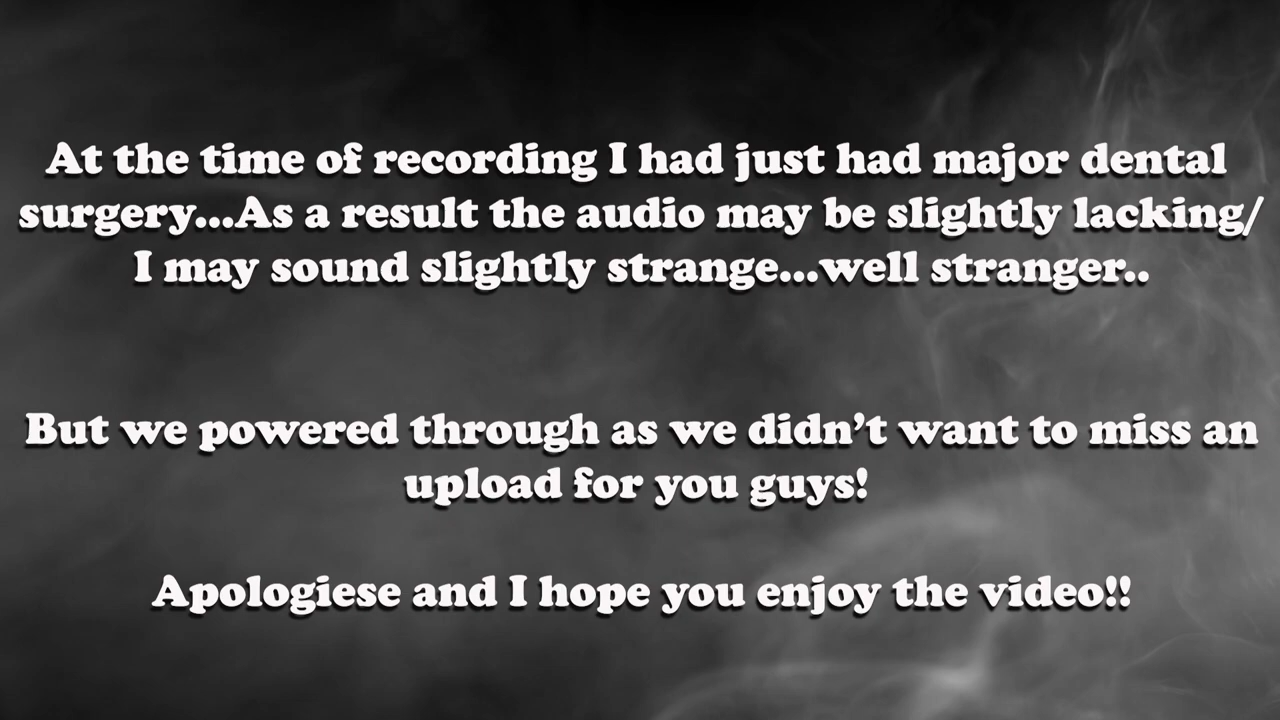 At the time of recording I had just had major dental
surgery...As a result the audio may be slightly lacking/
I may sound slightly strange...well stranger..
But we powered through as we didn’t want to miss an
upload for you guys!
Apologiese and I hope you enjoy the video!!